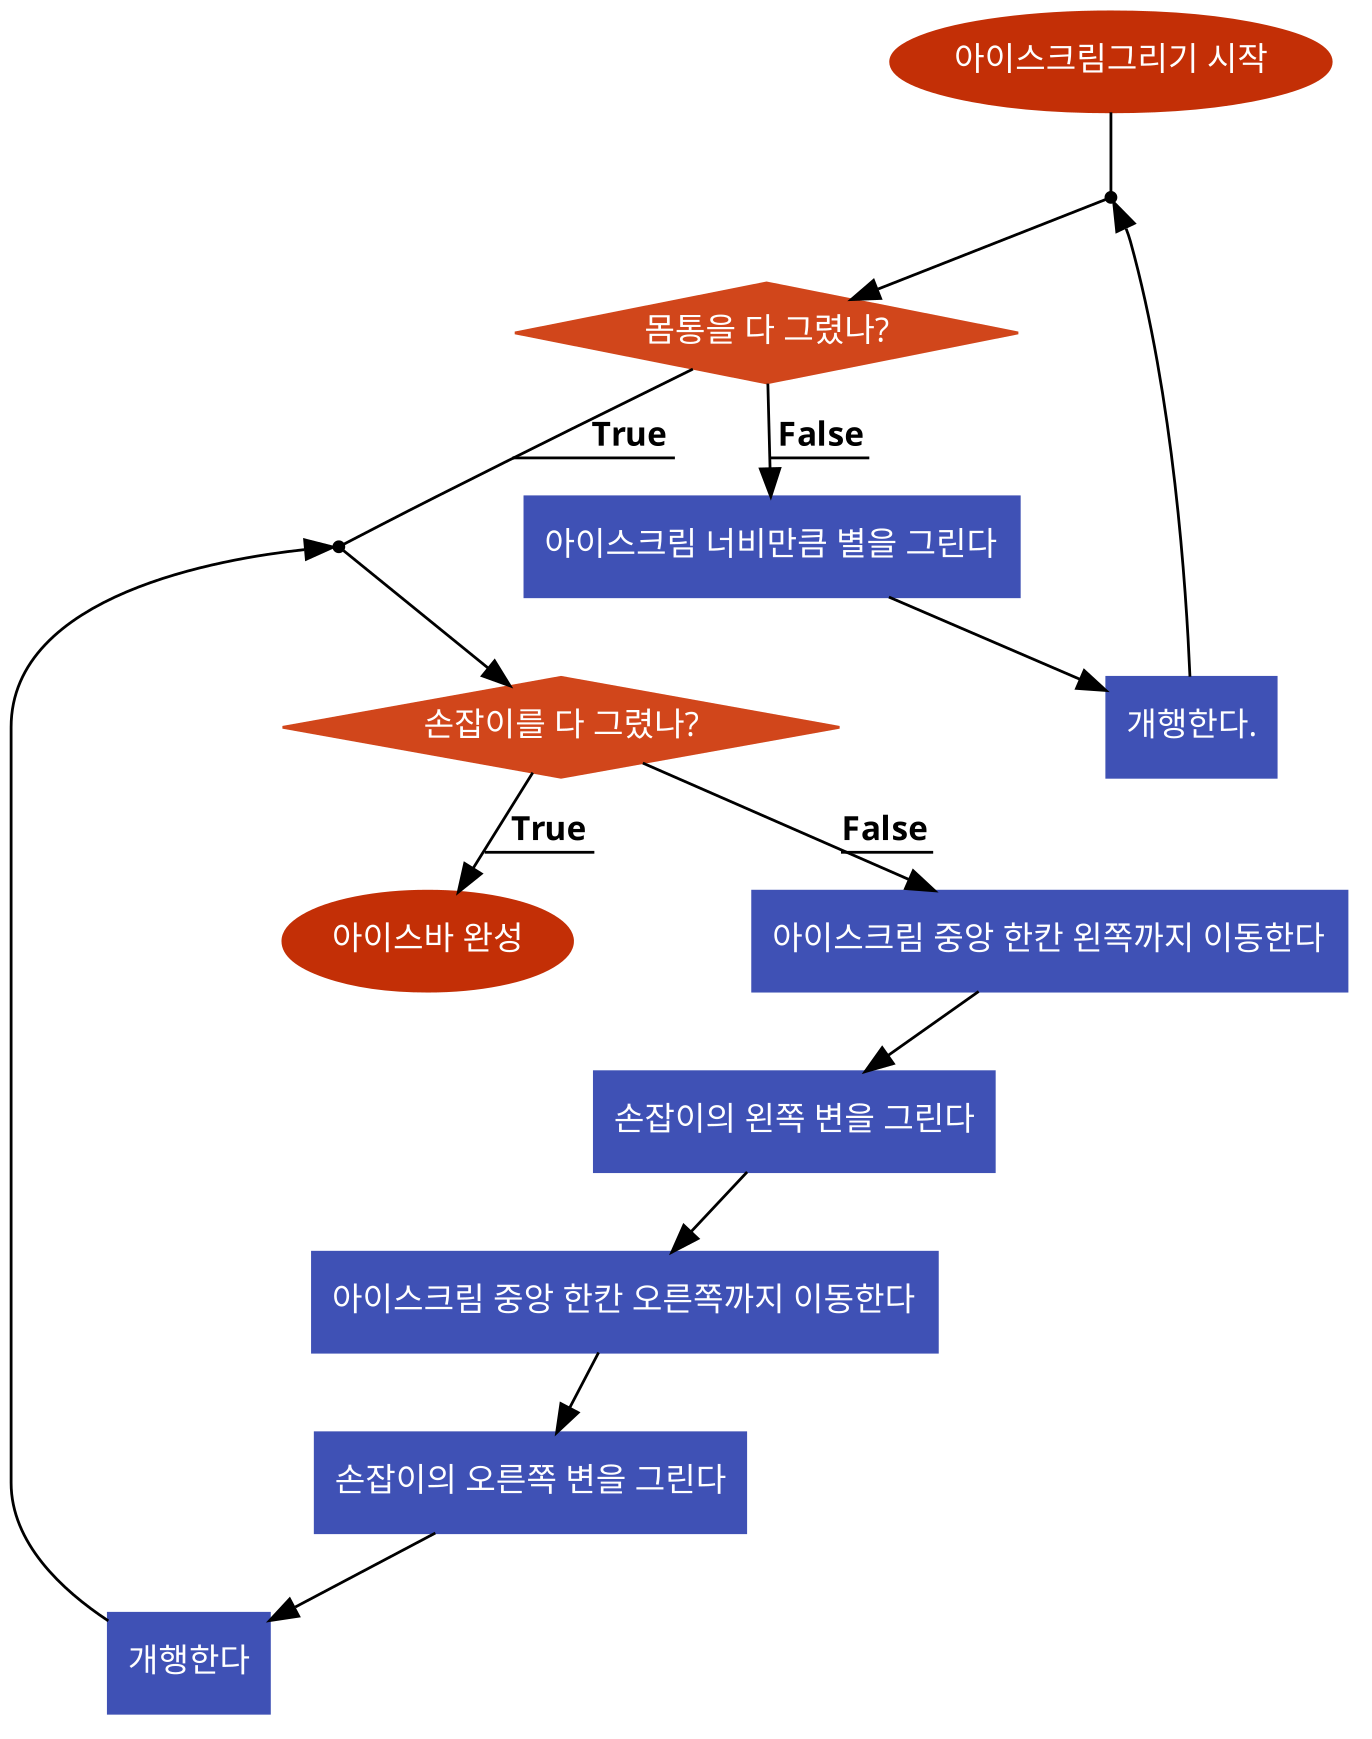 아이스크림그리기 시작
몸통을 다 그렸나?
True
False
아이스크림 너비만큼 별을 그린다
개행한다.
손잡이를 다 그렸나?
True
False
아이스바 완성
아이스크림 중앙 한칸 왼쪽까지 이동한다
손잡이의 왼쪽 변을 그린다
아이스크림 중앙 한칸 오른쪽까지 이동한다
손잡이의 오른쪽 변을 그린다
개행한다